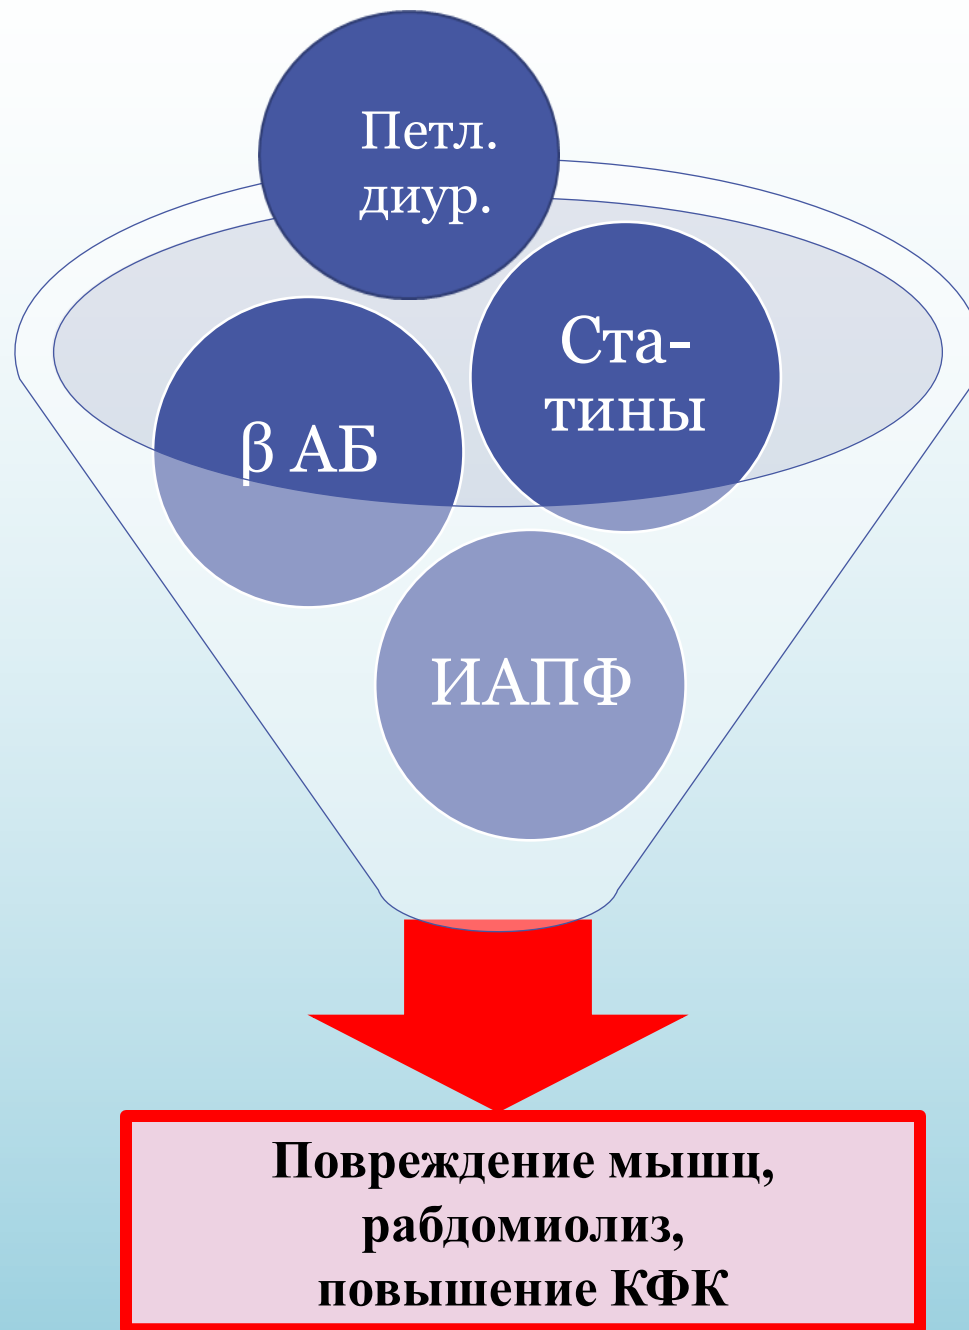 Петл.
диур.
Ста-
тины
β АБ
ИАПФ
Повреждение мышц,
рабдомиолиз,
повышение КФК